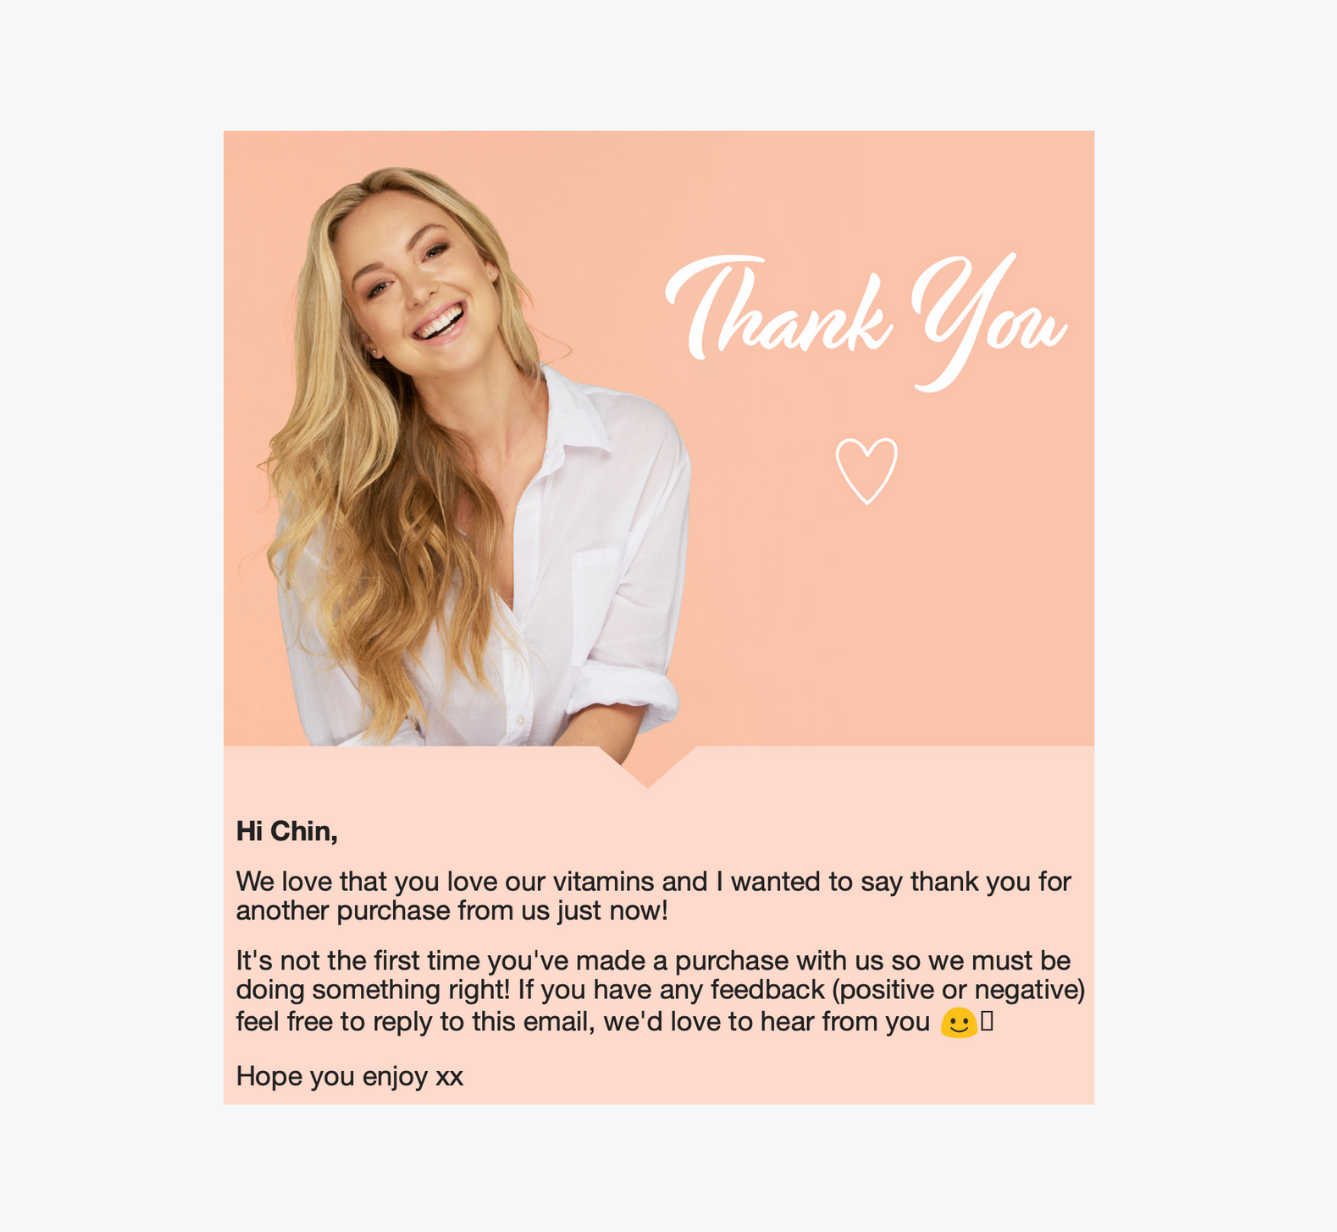 Thank You
Hi Chin,
We love that you love our vitamins and I wanted to say thank you for
another purchase from us just now!
It's not the first time you've made a purchase with us so we must be
doing something right! If you have any feedback (positive or negative)
feel free to reply to this email, we'd love to hear from you 🙂
Hope you enjoy xx